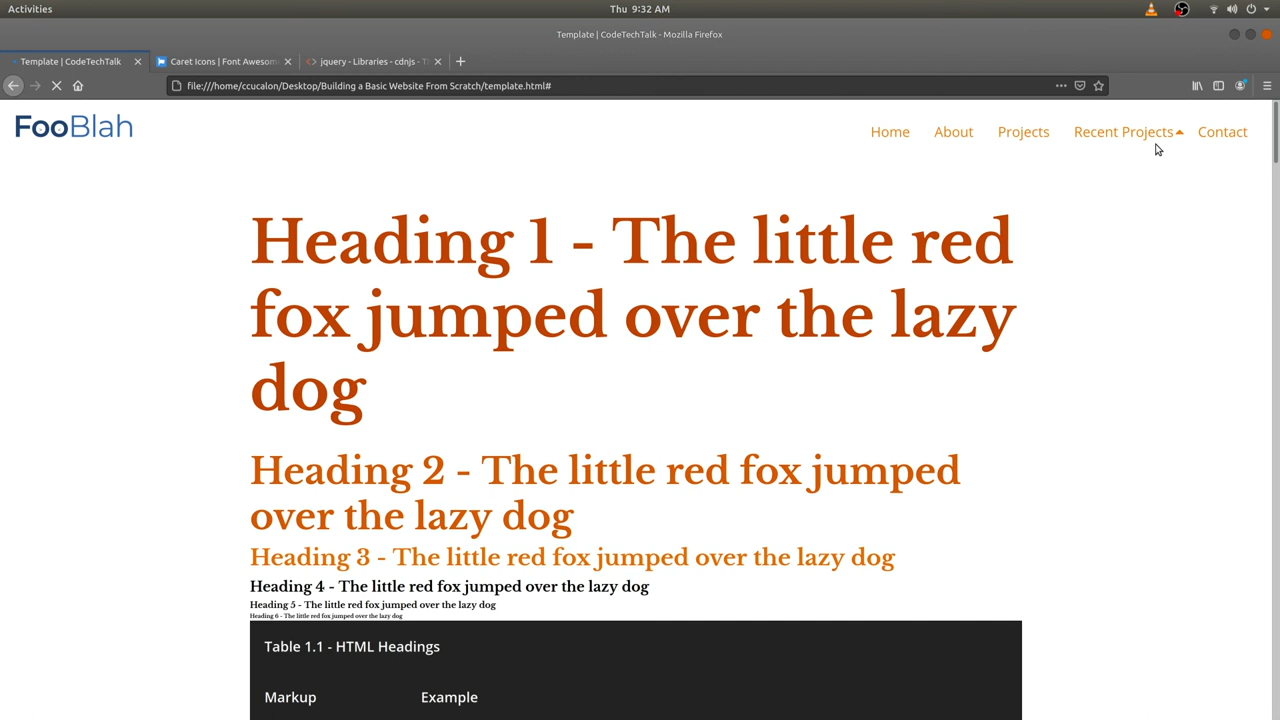 Activities
Thu 9:32 AM
Template | CodeTechTalk - Mozilla Firefox
Template | CodeTechTalk
Caret Icons | Font Awesom
jquery - Libraries - cdnjs - T
file:///home/ccucalon/Desktop/Building a Basic Website From Scratch/template.html#
FooBlah
Home
About
Projects
Recent Projects
Contact
Heading 1 - The little red
fox jumped over the lazy
dog
Heading 2 - The little red fox jumped
over the lazy dog
Heading 3 - The little red fox jumped over the lazy dog
Heading 4 - The little red fox jumped over the lazy dog
Heading 5 - The little red fox jumped over the lazy dog
Heading 6 - The little red fox jumped over the lazy dog
Table 1.1 - HTML Headings
Markup
Example